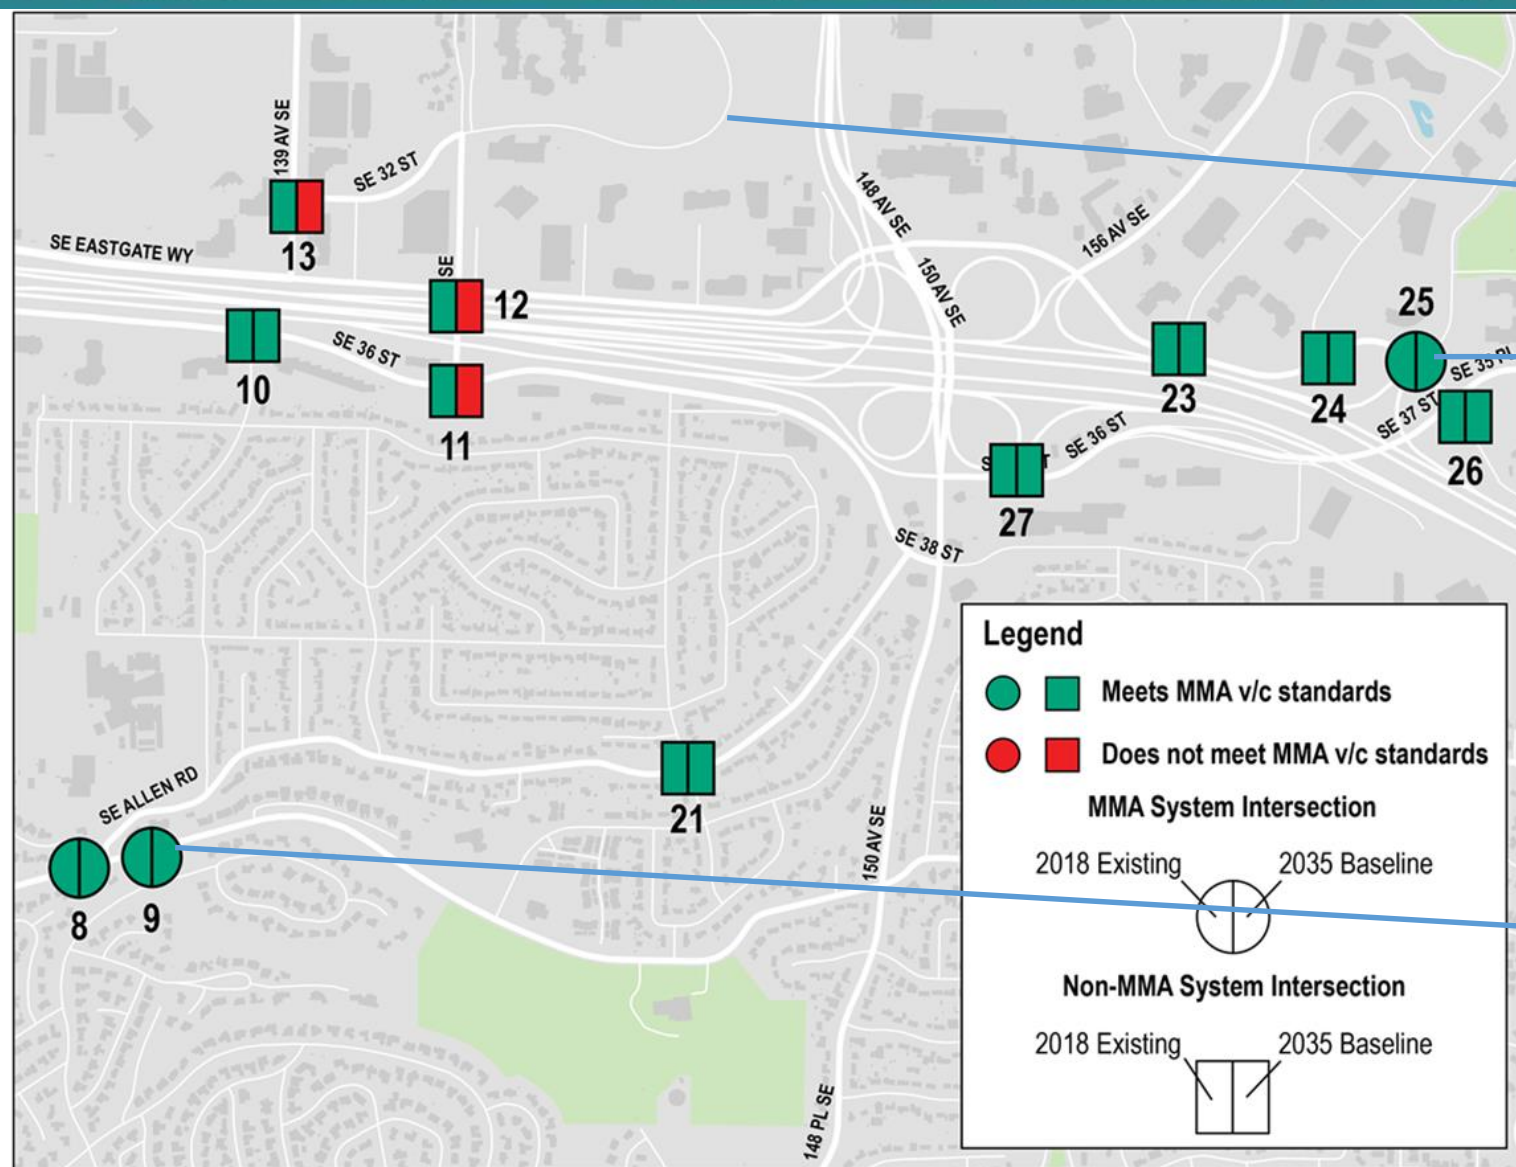 139 AV SE
SE 32 ST
148 AV SE
156 AV SE
SE EASTGATE WY
13
SE
150 AV SE
12
25
SE 36 ST
SE 35 PL
10
23
24
SE 37 ST
11
SE 36 ST
26
27
SE 38 ST
Legend
Meets MMA v/c standards
Does not meet MMA v/c standards
MMA System Intersection
2018 Existing
2035 Baseline
Non-MMA System Intersection
2018 Existing
2035 Baseline
SE ALLEN RD
21
150 AV SE
8
9
148 PL SE